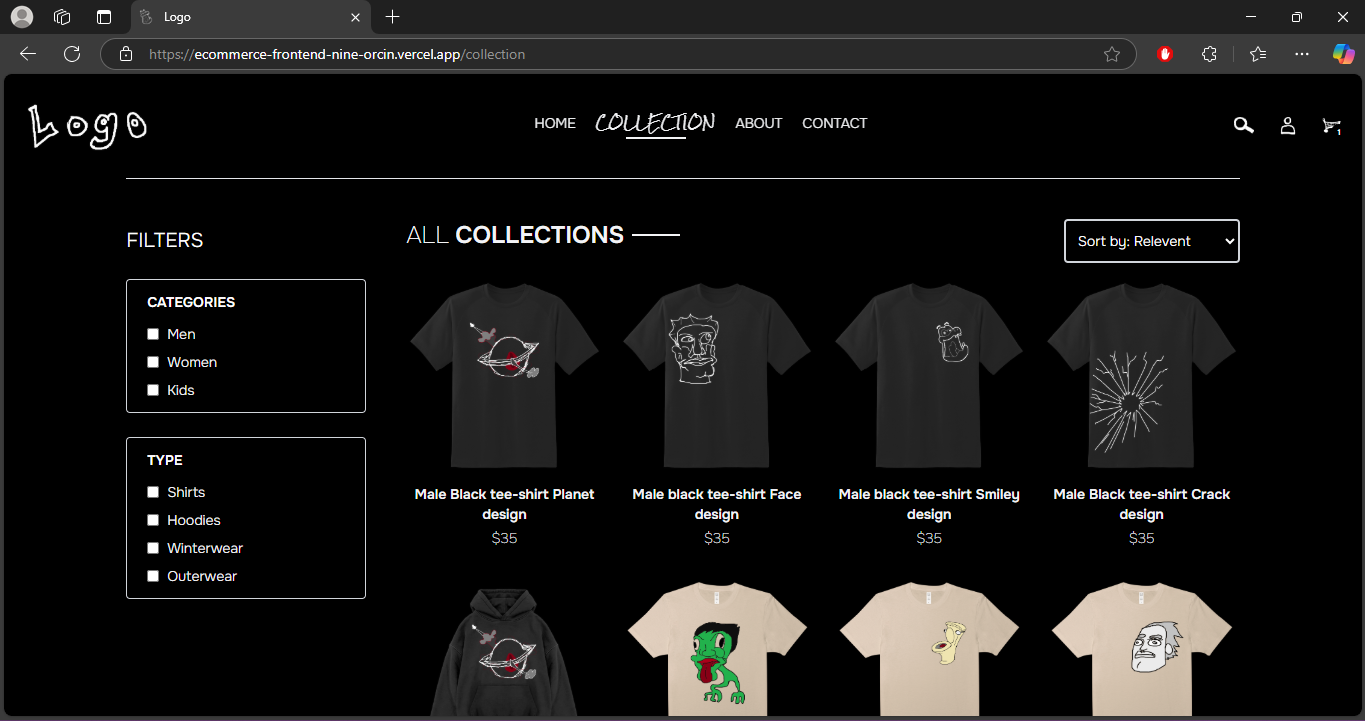 Logo
https://ecommerce-frontend-nine-orcin.vercel.app/collection
Logo
HOME COLLECTION ABOUT CONTACT
1
FILTERS
ALL COLLECTIONS
Sort by: Relevent
CATEGORIES
Men
Women
Kids
TYPE
Shirts
Hoodies
Winterwear
Outerwear
Male Black tee-shirt Planet
design
$35
Male black tee-shirt Face
design
$35
Male black tee-shirt Smiley
design
$35
Male Black tee-shirt Crack
design
$35